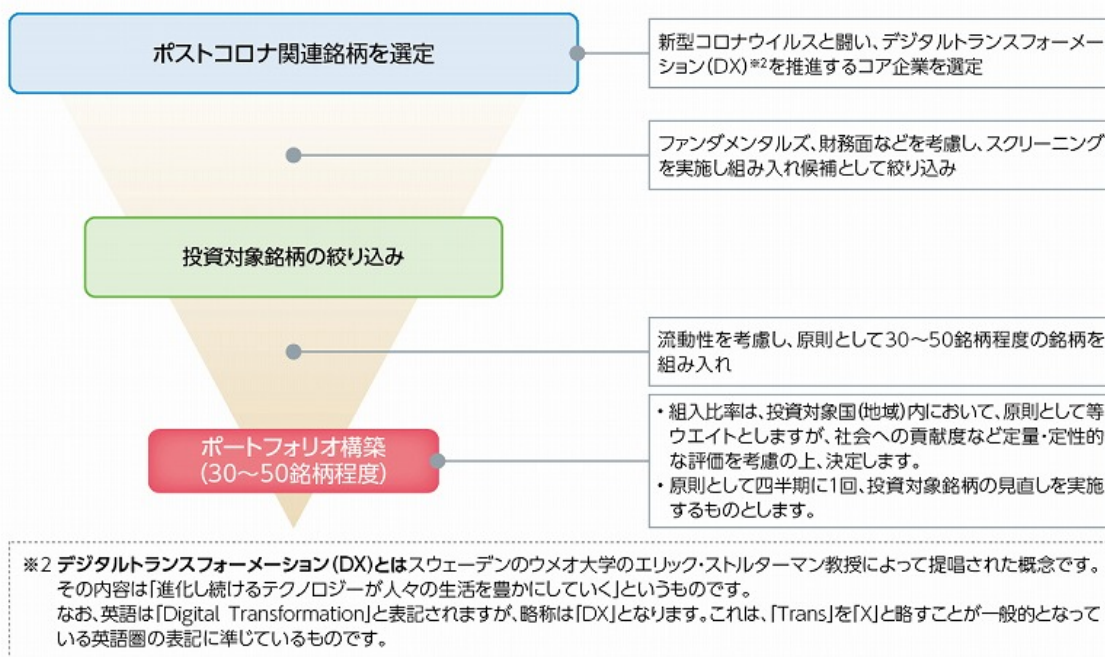 ポストコロナ関連銘柄を選定
新型コロナウイルスと闘い、デジタルトランスフォーメー
ション(DX)※2を推進するコア企業を選定
ファンダメンタルズ、財務面などを考慮し、スクリーニング
を実施し組み入れ候補として絞り込み
投資対象銘柄の絞り込み
流動性を考慮し、原則として30〜50銘柄程度の銘柄を
組み入れ
ポートフォリオ構築
(30〜50銘柄程度)
・組入比率は、投資対象国(地域)内において、原則として等
ウエイトとしますが、社会への貢献度など定量・定性的
な評価を考慮の上、決定します。
・原則として四半期に1回、投資対象銘柄の見直しを実施
するものとします。
※2 デジタルトランスフォーメーション(DX)とはスウェーデンのウメオ大学のエリック・ストルターマン教授によって提唱された概念です。
その内容は「進化し続けるテクノロジーが人々の生活を豊かにしていく」というものです。
なお、英語は「Digital Transformation」と表記されますが、略称は「DX」となります。これは、「Trans」を「X」と略すことが一般的となって
いる英語圏の表記に準じているものです。